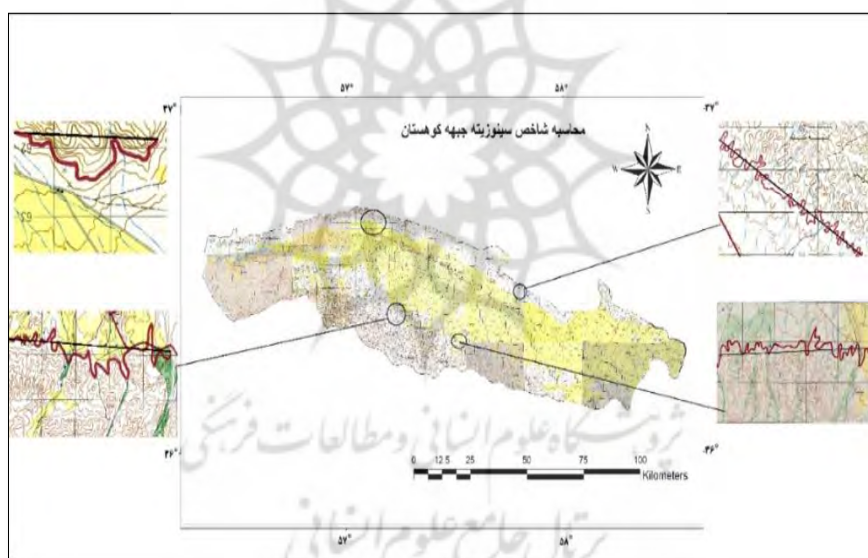 ۵۷° ۵۸°
۳۷° ۳۷°
محاسبه شاخص سینوزیته جبهه کوهستان
N
W E
S
پژوهشگاه علوم انسانی و مطالعات فرهنگی
۳۶° ۳۶°
0 12.5 25 50 75 100
Kilometers
۵۷° ۵۸°
پرتال جامع علوم انسانی